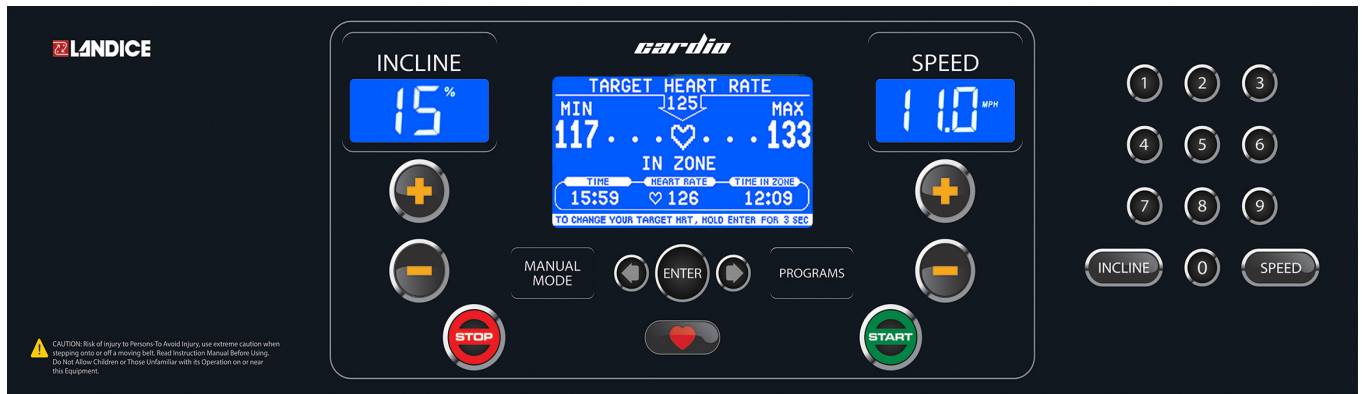 LANDICE
INCLINE
15 %
cardio
TARGET HEART RATE
125
MIN
MAX
117
133
IN ZONE
TIME
HEART RATE
TIME IN ZONE
15:59
126
12:09
TO CHANGE YOUR TARGET HRT, HOLD ENTER FOR 3 SEC
SPEED
11.0 MPH
MANUAL
MODE
ENTER
PROGRAMS
STOP
START
1 2 3
4 5 6
7 8 9
INCLINE 0 SPEED
CAUTION: Risk of injury to Persons-To Avoid Injury, use extreme caution when
stepping onto or off a moving belt. Read Instruction Manual Before Using.
Do Not Allow Children or Those Unfamiliar with its Operation on or near
this Equipment.